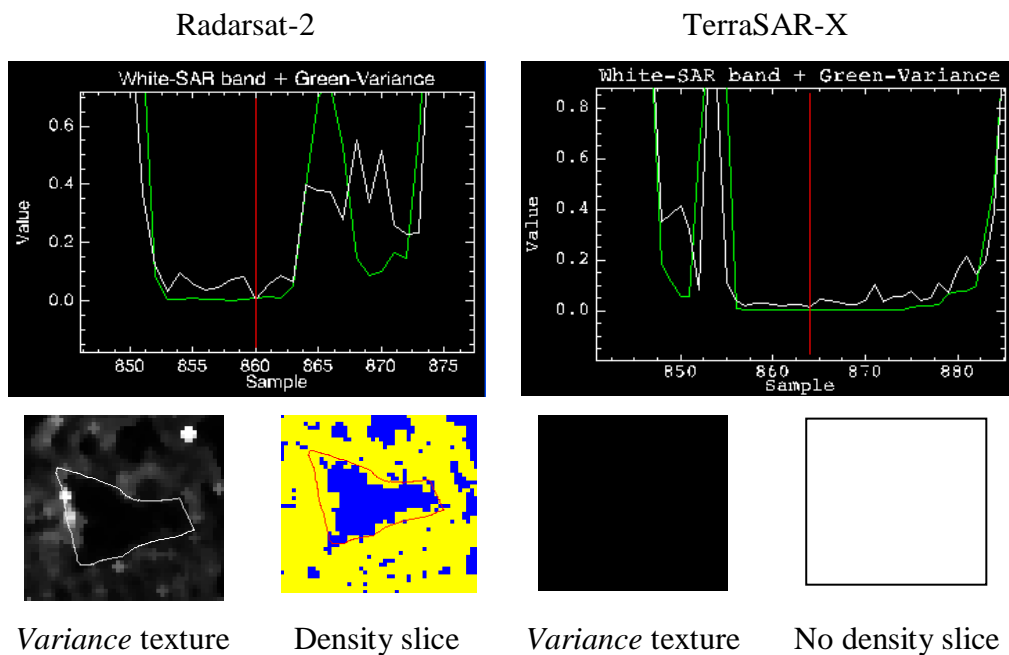 Radarsat-2
TerraSAR-X
White-SAR band + Green-Variance
0.6
0.4
0.2
0.0
Value
850 855 860 865 870 875
Sample
White-SAR band + Green-Variance
0.8
0.6
0.4
0.2
0.0
Value
850 860 870 880
Sample
Variance texture
Density slice
Variance texture
No density slice